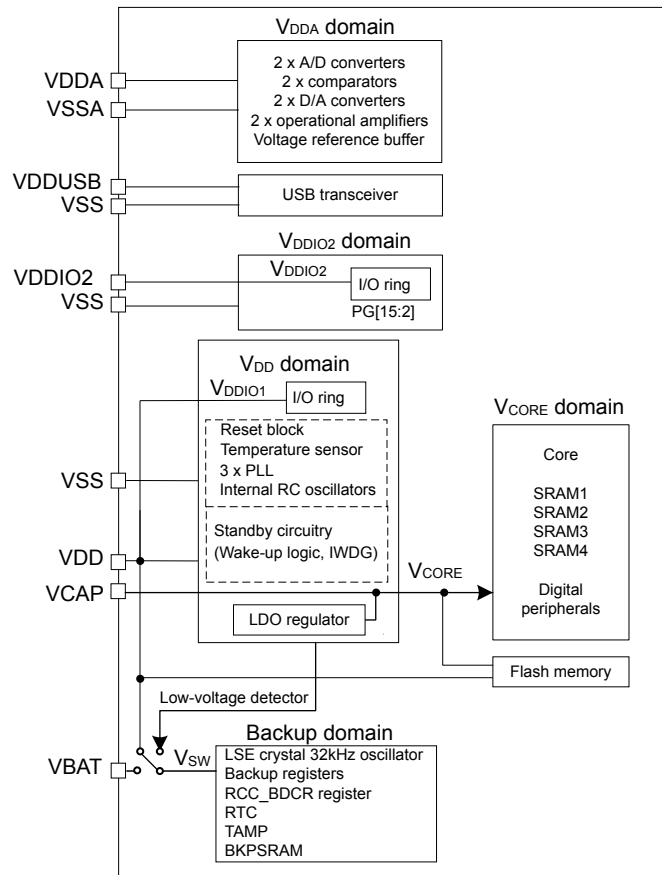 VDDA domain
VDDA
VSSA
2 x A/D converters
2 x comparators
2 x D/A converters
2 x operational amplifiers
Voltage reference buffer
VDDUSB
VSS
USB transceiver
VDDIO2 domain
VDDIO2
VSS
VDDIO2
I/O ring
PG[15:2]
VDD domain
VDDIO1
I/O ring
Reset block
Temperature sensor
3 x PLL
Internal RC oscillators
Standby circuitry
(Wake-up logic, IWDG)
VSS
VDD
VCAP
LDO regulator
VCORE
VCORE domain
Core
SRAM1
SRAM2
SRAM3
SRAM4
Digital
peripherals
Flash memory
Low-voltage detector
Backup domain
VBAT
VSW
LSE crystal 32kHz oscillator
Backup registers
RCC_BDCR register
RTC
TAMP
BKPSRAM